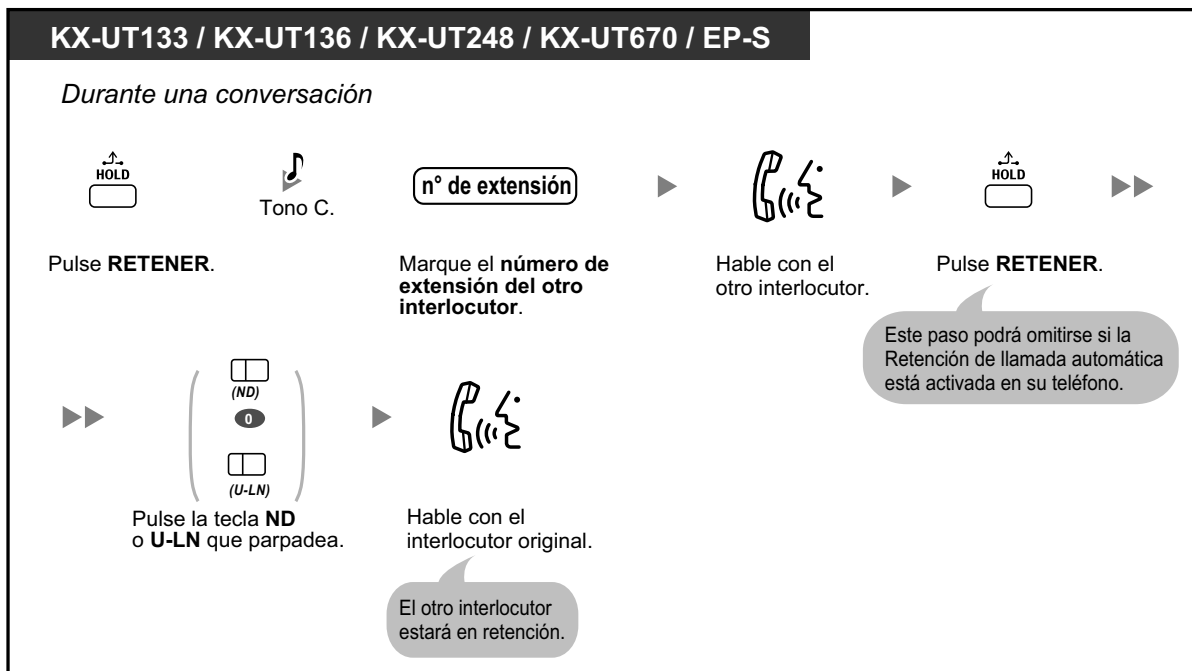 KX-UT133 / KX-UT136 / KX-UT248 / KX-UT670 / EP-S
Durante una conversación
HOLD
Tono C.
n° de extensión
HOLD
Pulse RETENER.
Marque el número de
extensión del otro
interlocutor.
Hable con el
otro interlocutor.
Pulse RETENER.
Este paso podrá omitirse si la
Retención de llamada automática
está activada en su teléfono.
(ND)
O
(U-LN)
Pulse la tecla ND
o U-LN que parpadea.
Hable con el
interlocutor original.
El otro interlocutor
estará en retención.